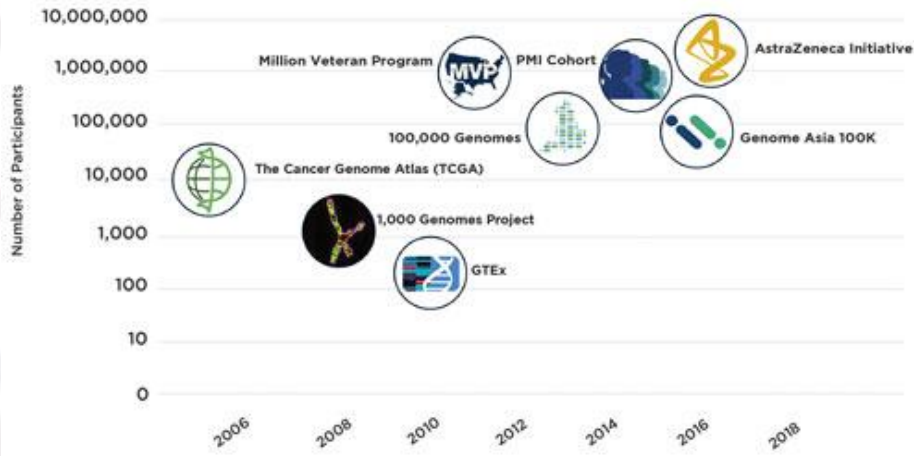 10,000,000
AstraZeneca Initiative
Million Veteran Program
MVP
PMI Cohort
1,000,000
Number of Participants
100,000
100,000 Genomes
Genome Asia 100K
The Cancer Genome Atlas (TCGA)
10,000
1,000 Genomes Project
1,000
GTEx
100
10
0
2006
2008
2010
2012
2014
2016
2018